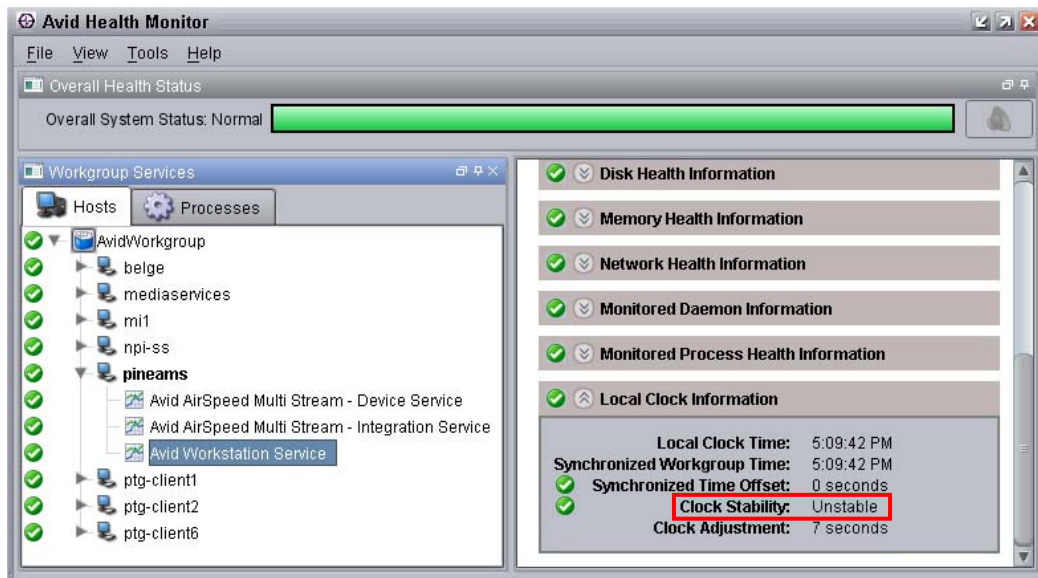 Avid Health Monitor
File View Tools Help
Overall Health Status
Overall System Status: Normal
Workgroup Services
Hosts Processes
AvidWorkgroup
belge
mediaservices
mi1
npi-ss
pineams
Avid AirSpeed Multi Stream - Device Service
Avid AirSpeed Multi Stream - Integration Service
Avid Workstation Service
ptg-client1
ptg-client2
ptg-client6
Disk Health Information
Memory Health Information
Network Health Information
Monitored Daemon Information
Monitored Process Health Information
Local Clock Information
Local Clock Time: 5:09:42 PM
Synchronized Workgroup Time: 5:09:42 PM
Synchronized Time Offset: 0 seconds
Clock Stability: Unstable
Clock Adjustment: 7 seconds